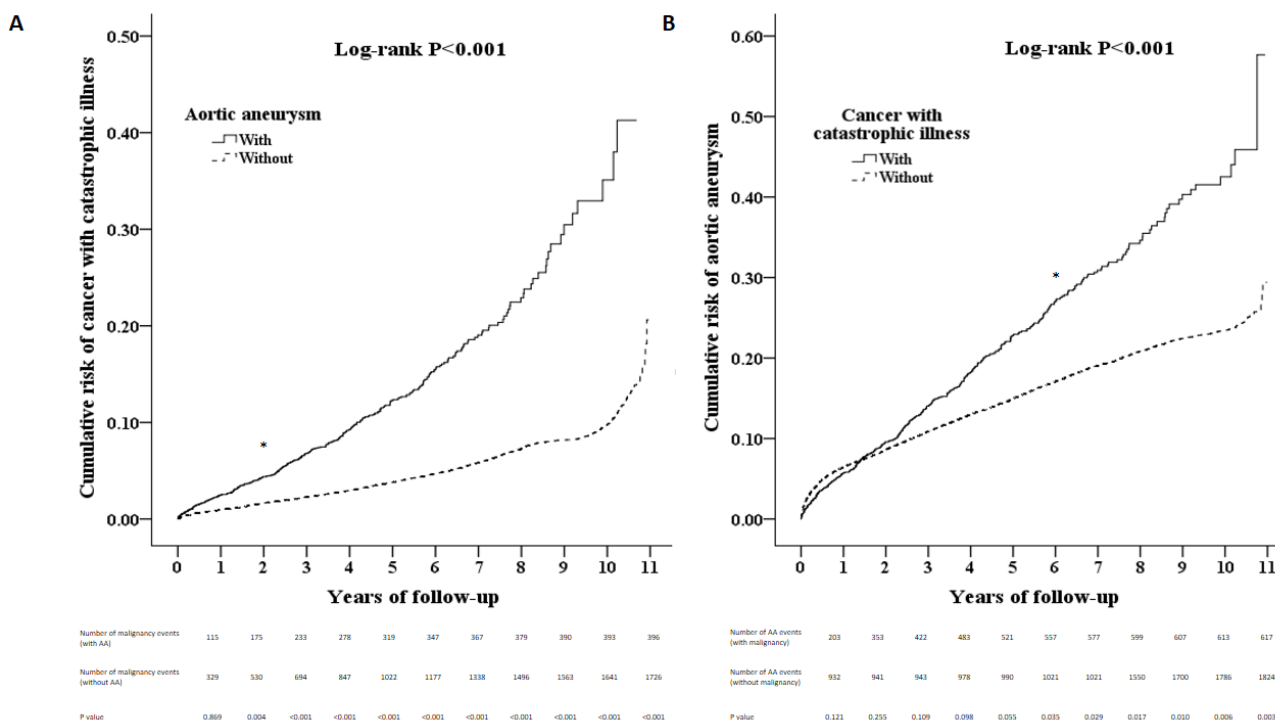 A
Log-rank P<0.001
Aortic aneurysm
With
Without
Cumulative risk of cancer with catastrophic illness
0.50
0.40
0.30
0.20
0.10
0.00
*
0 1 2 3 4 5 6 7 8 9 10 11
Years of follow-up
Number of malignancy events
(with AA)
115 175 233 278 319 347 367 379 390 393 396
Number of malignancy events
(without AA)
329 530 694 847 1022 1177 1338 1496 1563 1641 1726
P value
0.869 0.004 <0.001 <0.001 <0.001 <0.001 <0.001 <0.001 <0.001 <0.001 <0.001
B
Log-rank P<0.001
Cancer with
catastrophic illness
With
Without
Cumulative risk of aortic aneurysm
0.60
0.50
0.40
0.30
0.20
0.10
0.00
*
0 1 2 3 4 5 6 7 8 9 10 11
Years of follow-up
Number of AA events
(with malignancy)
203 353 422 483 521 557 577 599 607 613 617
Number of AA events
(without malignancy)
932 941 943 978 990 1021 1021 1550 1700 1786 1824
P value
0.121 0.255 0.109 0.098 0.055 0.035 0.029 0.017 0.010 0.006 0.003